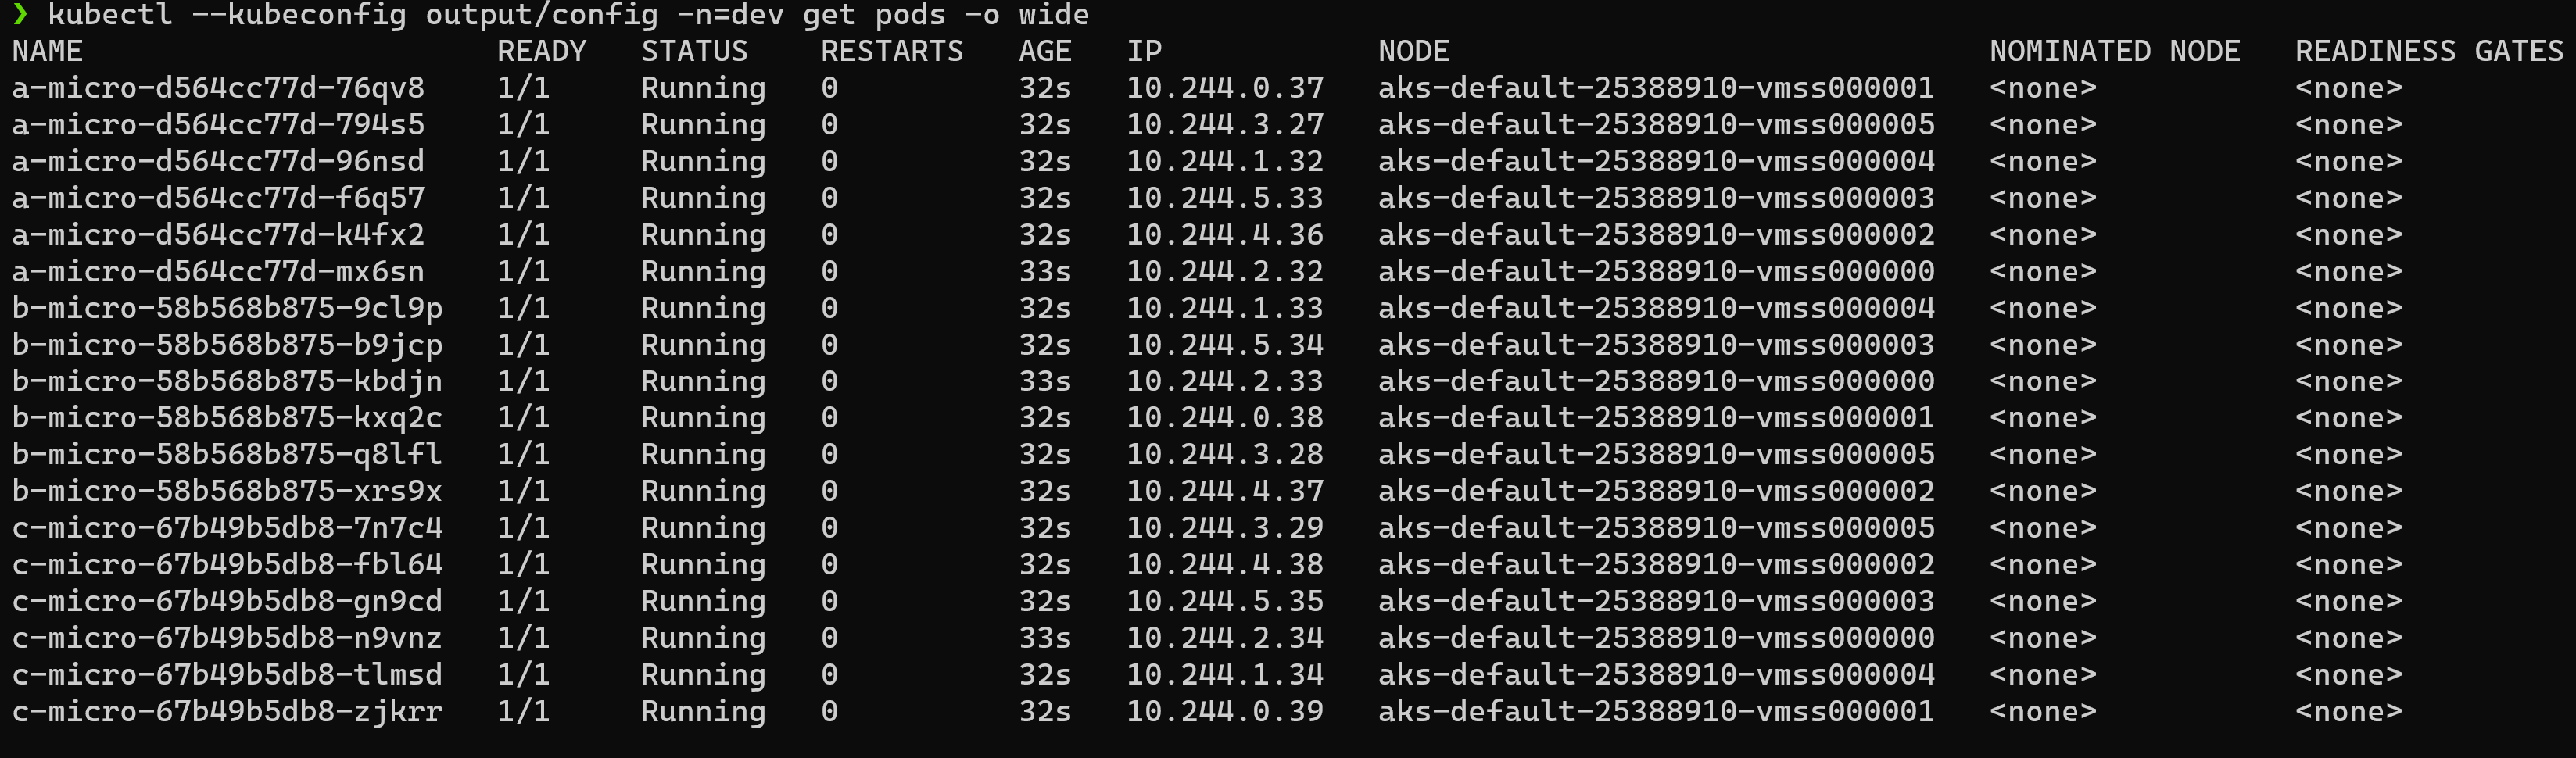 ❯ kubectl --kubeconfig output/config -n=dev get pods -o wide
NAME                       READY   STATUS    RESTARTS   AGE   IP            NODE                              NOMINATED NODE   READINESS GATES
a-micro-d564cc77d-76qv8    1/1     Running   0          32s   10.244.0.37   aks-default-25388910-vmss000001   <none>           <none>
a-micro-d564cc77d-794s5    1/1     Running   0          32s   10.244.3.27   aks-default-25388910-vmss000005   <none>           <none>
a-micro-d564cc77d-96nsd    1/1     Running   0          32s   10.244.1.32   aks-default-25388910-vmss000004   <none>           <none>
a-micro-d564cc77d-f6q57    1/1     Running   0          32s   10.244.5.33   aks-default-25388910-vmss000003   <none>           <none>
a-micro-d564cc77d-k4fx2    1/1     Running   0          32s   10.244.4.36   aks-default-25388910-vmss000002   <none>           <none>
a-micro-d564cc77d-mx6sn    1/1     Running   0          33s   10.244.2.32   aks-default-25388910-vmss000000   <none>           <none>
b-micro-58b568b875-9cl9p   1/1     Running   0          32s   10.244.1.33   aks-default-25388910-vmss000004   <none>           <none>
b-micro-58b568b875-b9jcp   1/1     Running   0          32s   10.244.5.34   aks-default-25388910-vmss000003   <none>           <none>
b-micro-58b568b875-kbdjn   1/1     Running   0          33s   10.244.2.33   aks-default-25388910-vmss000000   <none>           <none>
b-micro-58b568b875-kxq2c   1/1     Running   0          32s   10.244.0.38   aks-default-25388910-vmss000001   <none>           <none>
b-micro-58b568b875-q8lfl   1/1     Running   0          32s   10.244.3.28   aks-default-25388910-vmss000005   <none>           <none>
b-micro-58b568b875-xrs9x   1/1     Running   0          32s   10.244.4.37   aks-default-25388910-vmss000002   <none>           <none>
c-micro-67b49b5db8-7n7c4   1/1     Running   0          32s   10.244.3.29   aks-default-25388910-vmss000005   <none>           <none>
c-micro-67b49b5db8-fbl64   1/1     Running   0          32s   10.244.4.38   aks-default-25388910-vmss000002   <none>           <none>
c-micro-67b49b5db8-gn9cd   1/1     Running   0          32s   10.244.5.35   aks-default-25388910-vmss000003   <none>           <none>
c-micro-67b49b5db8-n9vnz   1/1     Running   0          33s   10.244.2.34   aks-default-25388910-vmss000000   <none>           <none>
c-micro-67b49b5db8-tlmsd   1/1     Running   0          32s   10.244.1.34   aks-default-25388910-vmss000004   <none>           <none>
c-micro-67b49b5db8-zjkrr   1/1     Running   0          32s   10.244.0.39   aks-default-25388910-vmss000001   <none>           <none>